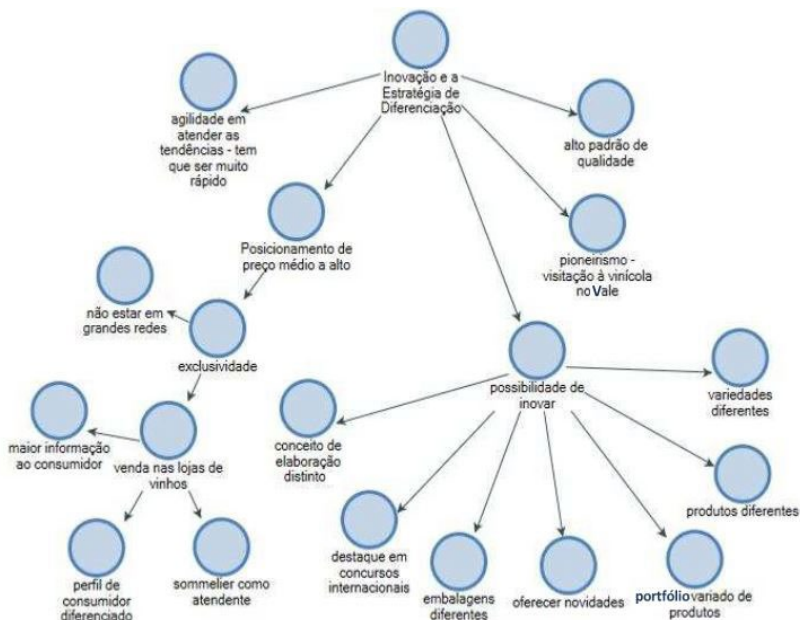 Inovação e a
Estratégia de
Diferenciação
agilidade em
atender as
tendências - tem
que ser muito
rápido
alto padrão de
qualidade
Posicionamento de
preço médio a alto
pioneirismo -
visitação à vinícola
no Vale
não estar em
grandes redes
exclusividade
possibilidade de
inovar
variedades
diferentes
maior informação
ao consumidor
venda nas lojas de
vinhos
conceito de
elaboração
distinto
produtos diferentes
perfil de
consumidor
diferenciado
sommelier como
atendente
destaque em
concursos
internacionais
embalagens
diferentes
oferecer novidades
portfólio variado de
produtos